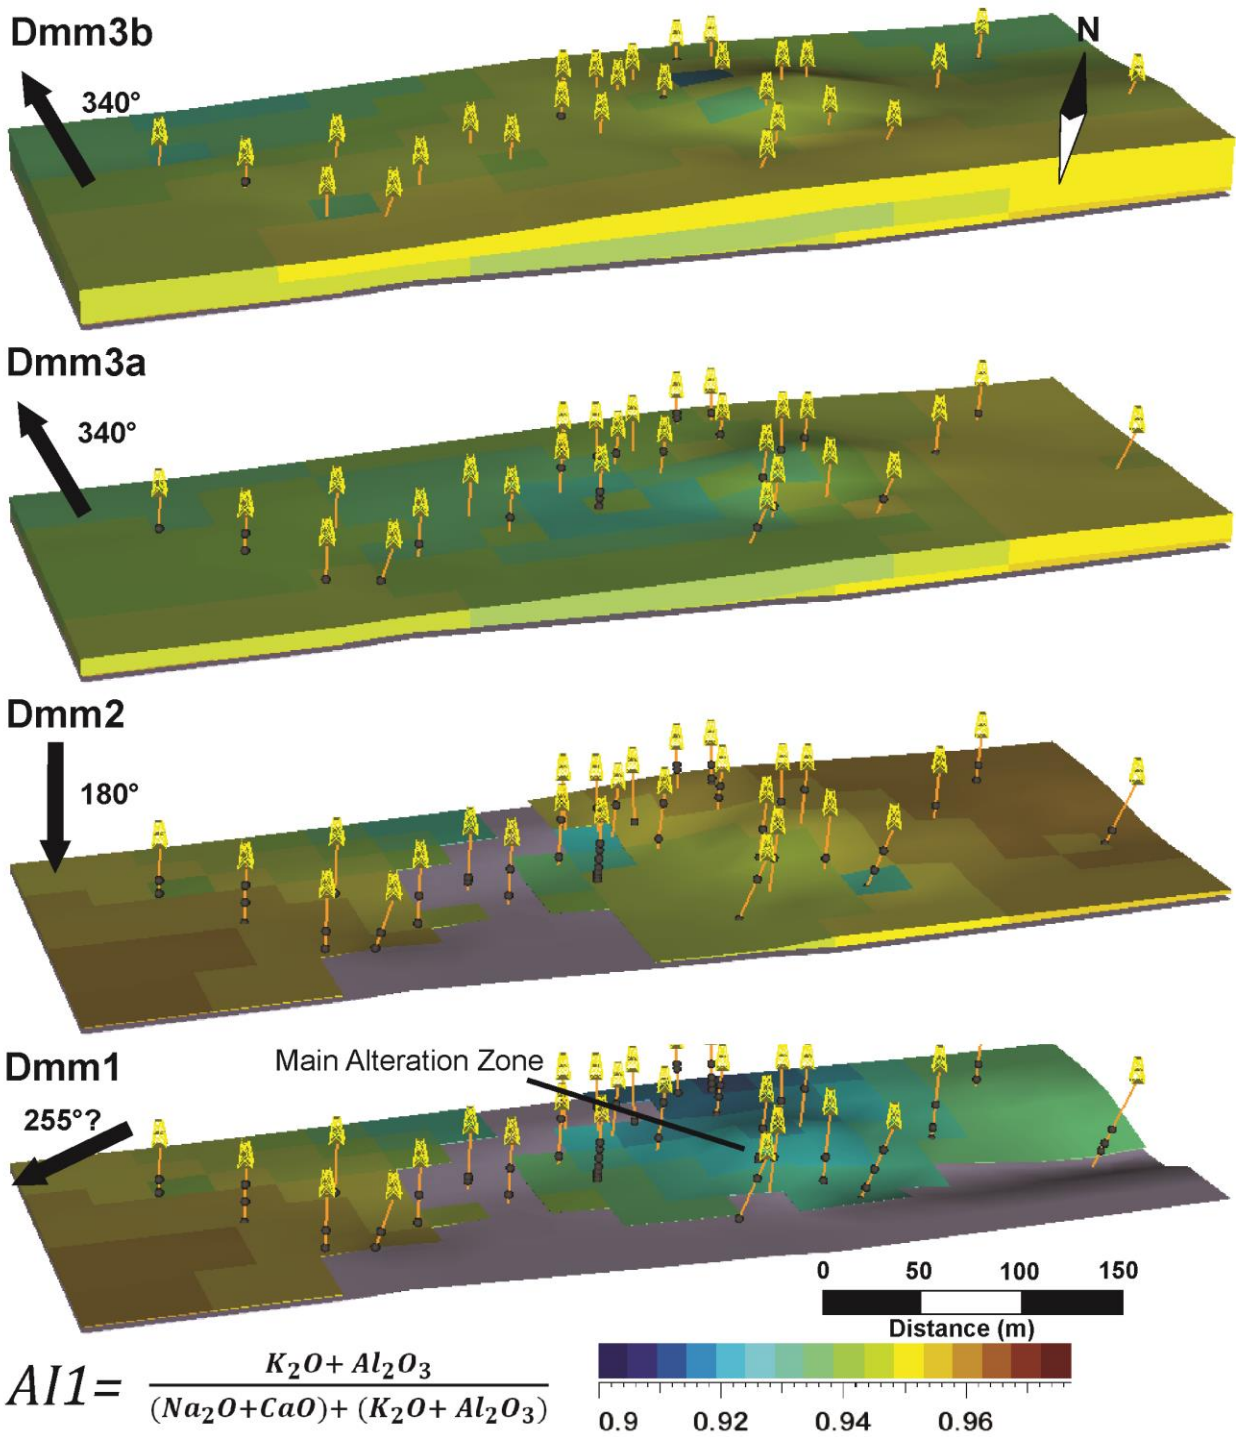 Dmm3b
N
340°
Dmm3a
340°
Dmm2
180°
Dmm1
Main Alteration Zone
255°?
0 50 100 150
Distance (m)
AI1= K₂O+ Al₂O₃
(Na₂O+CaO)+ (K₂O+ Al₂O₃)
0.9 0.92 0.94 0.96